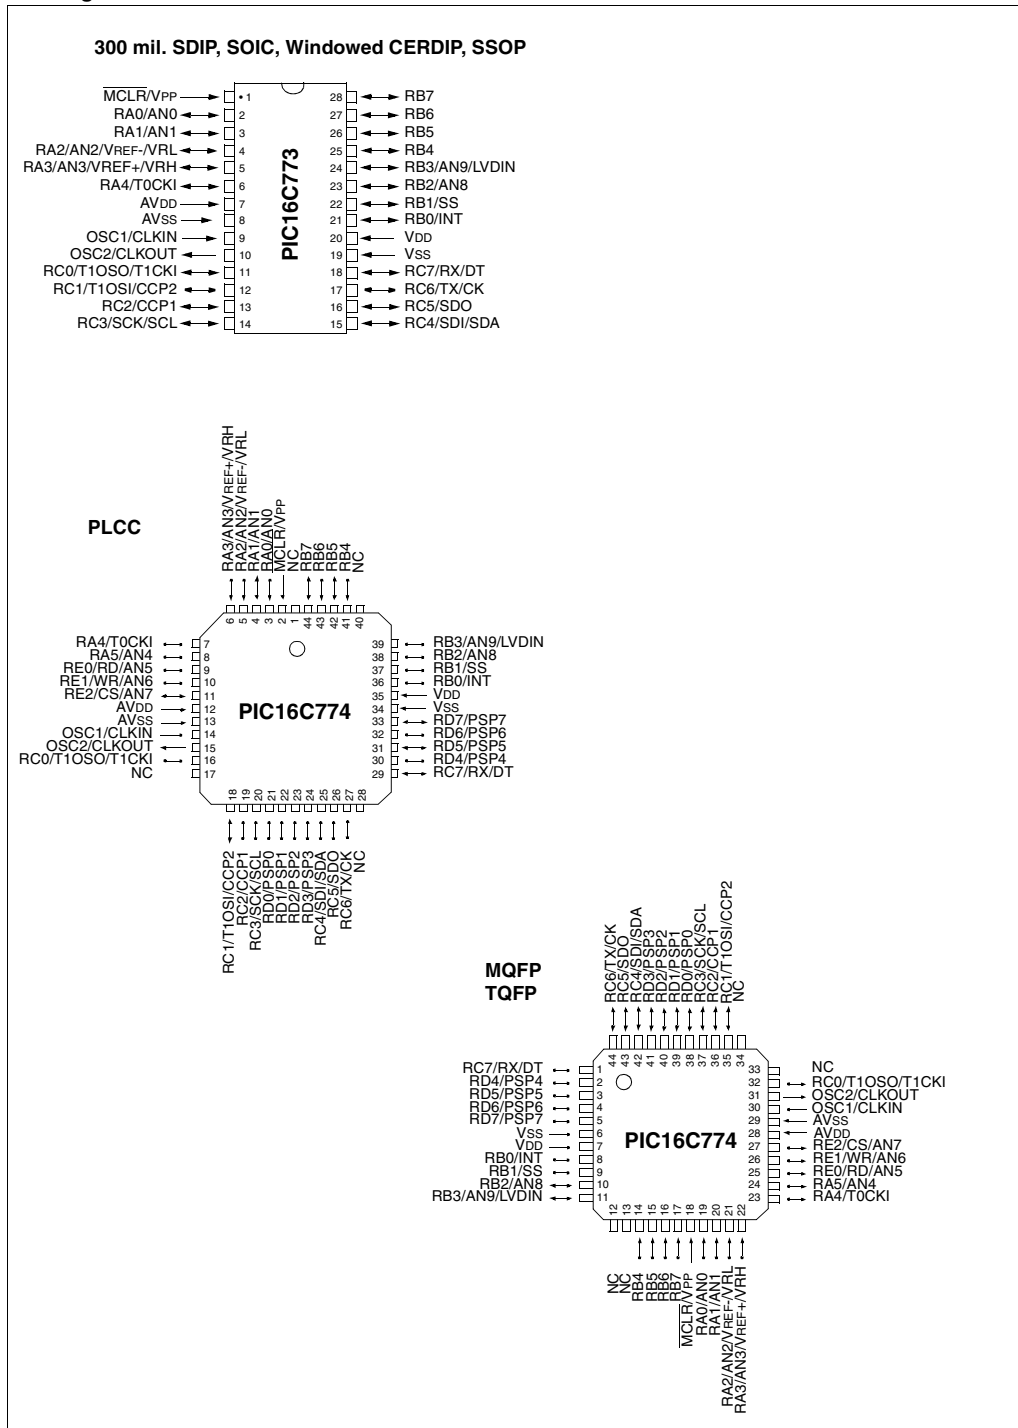 300 mil. SDIP, SOIC, Windowed CERDIP, SSOP
MCLR/VPP 1 28 RB7
RA0/AN0 2 27 RB6
RA1/AN1 3 26 RB5
RA2/AN2/VREF-/VRL 4 25 RB4
RA3/AN3/VREF+/VRH 5 24 RB3/AN9/LVDIN
RA4/T0CKI 6 23 RB2/AN8
AVDD 7 22 RB1/SS
AVSS 8 21 RB0/INT
OSC1/CLKIN 9 20 VDD
OSC2/CLKOUT 10 19 VSS
RC0/T1OSO/T1CKI 11 18 RC7/RX/DT
RC1/T1OSI/CCP2 12 17 RC6/TX/CK
RC2/CCP1 13 16 RC5/SDO
RC3/SCK/SCL 14 15 RC4/SDI/SDA
PIC16C773
PLCC
RA3/AN3/VREF+/VRH
RA2/AN2/VREF-/VRL
RA1/AN1
RA0/AN0
MCLR/VPP
NC
RB7
RB6
RB5
RB4
NC
6 5 4 3 2 1 44 43 42 41 40
RA4/T0CKI 7 39 RB3/AN9/LVDIN
RA5/AN4 8 38 RB2/AN8
RE0/RD/AN5 9 37 RB1/SS
RE1/WR/AN6 10 36 RB0/INT
RE2/CS/AN7 11 35 VDD
AVDD 12 34 VSS
AVSS 13 33 RD7/PSP7
OSC1/CLKIN 14 32 RD6/PSP6
OSC2/CLKOUT 15 31 RD5/PSP5
RC0/T1OSO/T1CKI 16 30 RD4/PSP4
NC 17 29 RC7/RX/DT
PIC16C774
18 19 20 21 22 23 24 25 26 27 28
RC1/T1OSI/CCP2
RC2/CCP1
RC3/SCK/SCL
RD0/PSP0
RD1/PSP1
RD2/PSP2
RD3/PSP3
RC4/SDI/SDA
RC5/SDO
RC6/TX/CK
NC
MQFP
TQFP
RC6/TX/CK
RC5/SDO
RC4/SDI/SDA
RD3/PSP3
RD2/PSP2
RD1/PSP1
RD0/PSP0
RC3/SCK/SCL
RC2/CCP1
RC1/T1OSI/CCP2
NC
44 43 42 41 40 39 38 37 36 35 34
RC7/RX/DT 1 33 NC
RD4/PSP4 2 32 RC0/T1OSO/T1CKI
RD5/PSP5 3 31 OSC2/CLKOUT
RD6/PSP6 4 30 OSC1/CLKIN
RD7/PSP7 5 29 AVSS
VSS 6 28 AVDD
VDD 7 27 RE2/CS/AN7
RB0/INT 8 26 RE1/WR/AN6
RB1/SS 9 25 RE0/RD/AN5
RB2/AN8 10 24 RA5/AN4
RB3/AN9/LVDIN 11 23 RA4/T0CKI
PIC16C774
12 13 14 15 16 17 18 19 20 21 22
NC
NC
RB4
RB5
RB6
RB7
MCLR/VPP
RA0/AN0
RA1/AN1
RA2/AN2/VREF-/VRL
RA3/AN3/VREF+/VRH